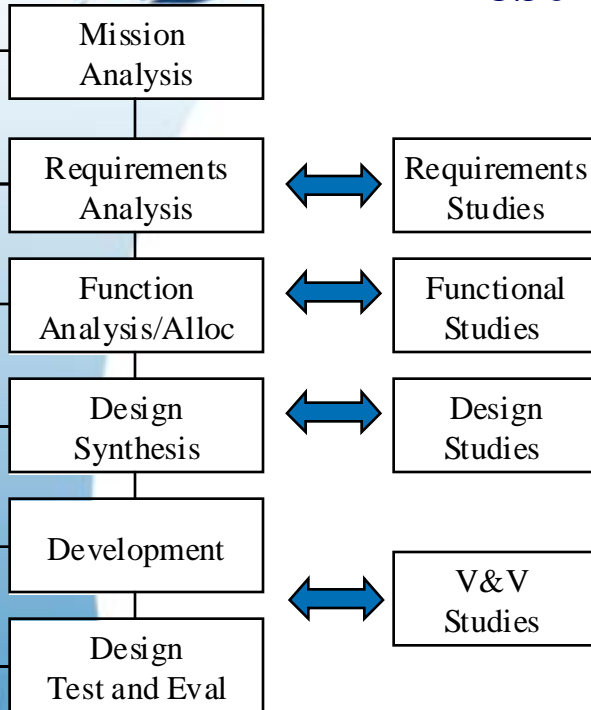 Mission
Analysis
Requirements
Analysis
Requirements
Studies
Function
Analysis/Alloc
Functional
Studies
Design
Synthesis
Design
Studies
Development
V&V
Studies
Design
Test and Eval